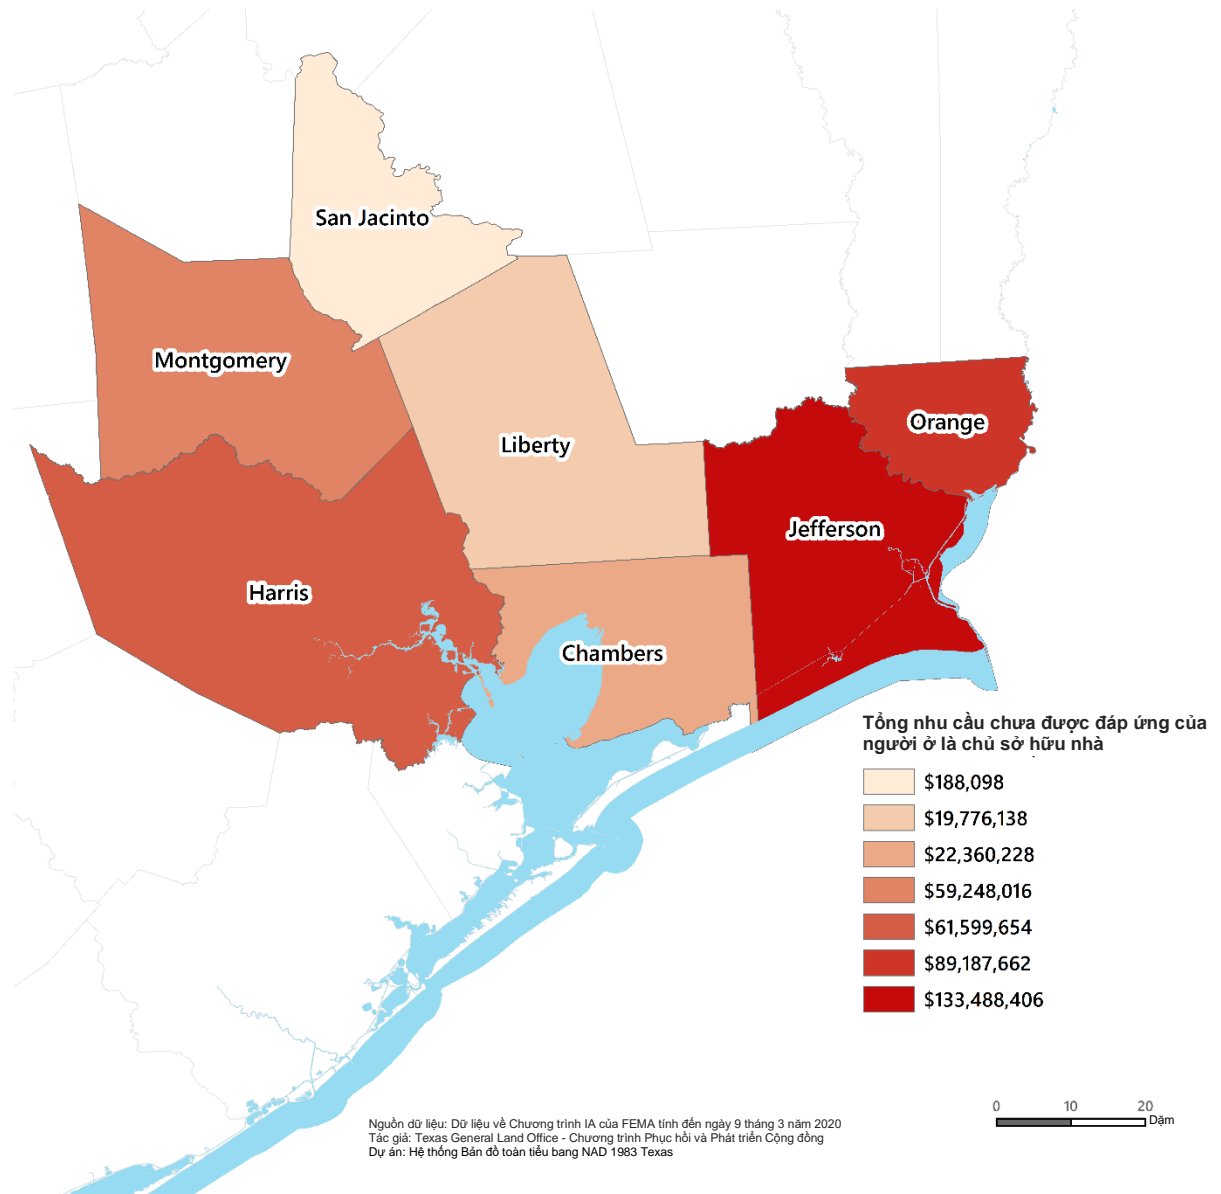 San Jacinto
Montgomery
Orange
Liberty
Jefferson
Harris
Chambers
Tổng nhu cầu chưa được đáp ứng của
người ở là chủ sở hữu nhà
$188,098
$19,776,138
$22,360,228
$59,248,016
$61,599,654
$89,187,662
$133,488,406
0 10 20
Dặm
Nguồn dữ liệu: Dữ liệu về Chương trình IA của FEMA tính đến ngày 9 tháng 3 năm 2020
Tác giả: Texas General Land Office - Chương trình Phục hồi và Phát triển Cộng đồng
Dự án: Hệ thống Bản đồ toàn tiểu bang NAD 1983 Texas